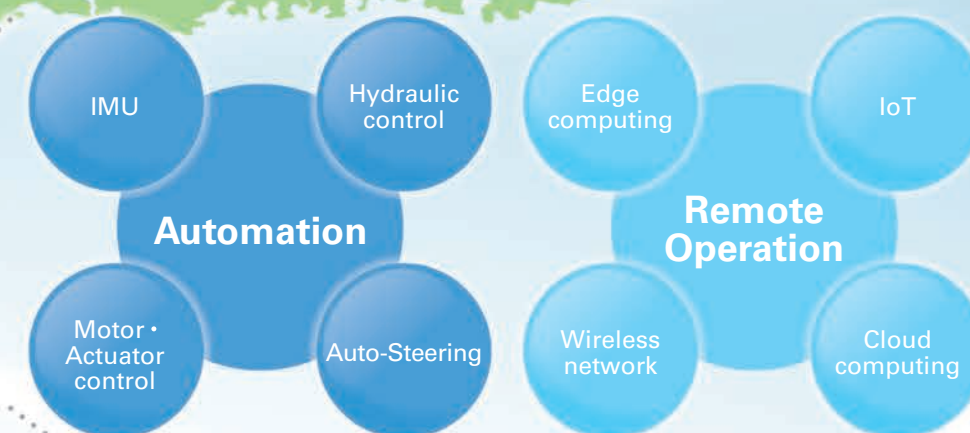 IMU
Hydraulic
control
Automation
Motor・
Actuator
control
Auto-Steering
Edge
computing
IoT
Remote
Operation
Wireless
network
Cloud
computing